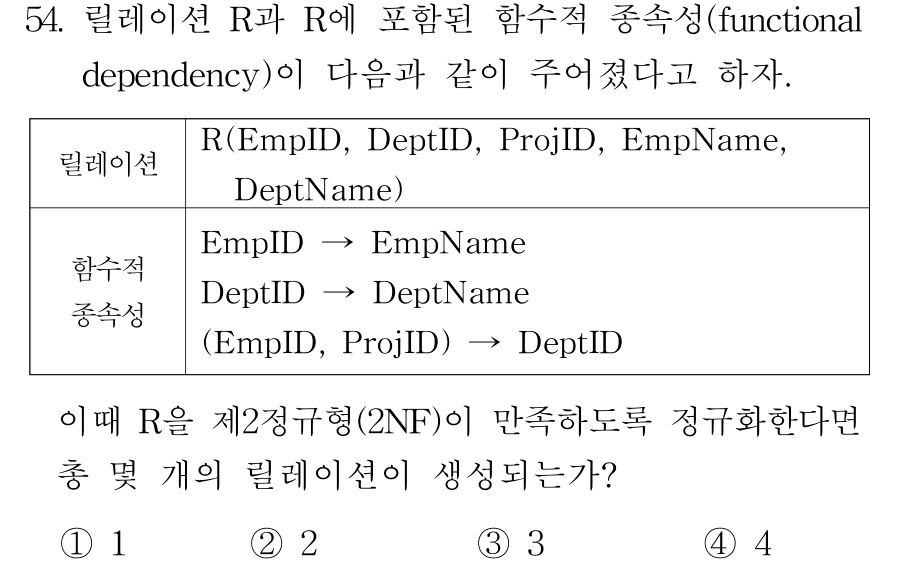 54. 릴레이션 R과 R에 포함된 함수적 종속성(functional
dependency)이 다음과 같이 주어졌다고 하자.
릴레이션
R(EmpID, DeptID, ProjID, EmpName,
DeptName)
함수적
종속성
EmpID → EmpName
DeptID → DeptName
(EmpID, ProjID) → DeptID
이때 R을 제2정규형(2NF)이 만족하도록 정규화한다면
총 몇 개의 릴레이션이 생성되는가?
① 1 ② 2 ③ 3 ④ 4